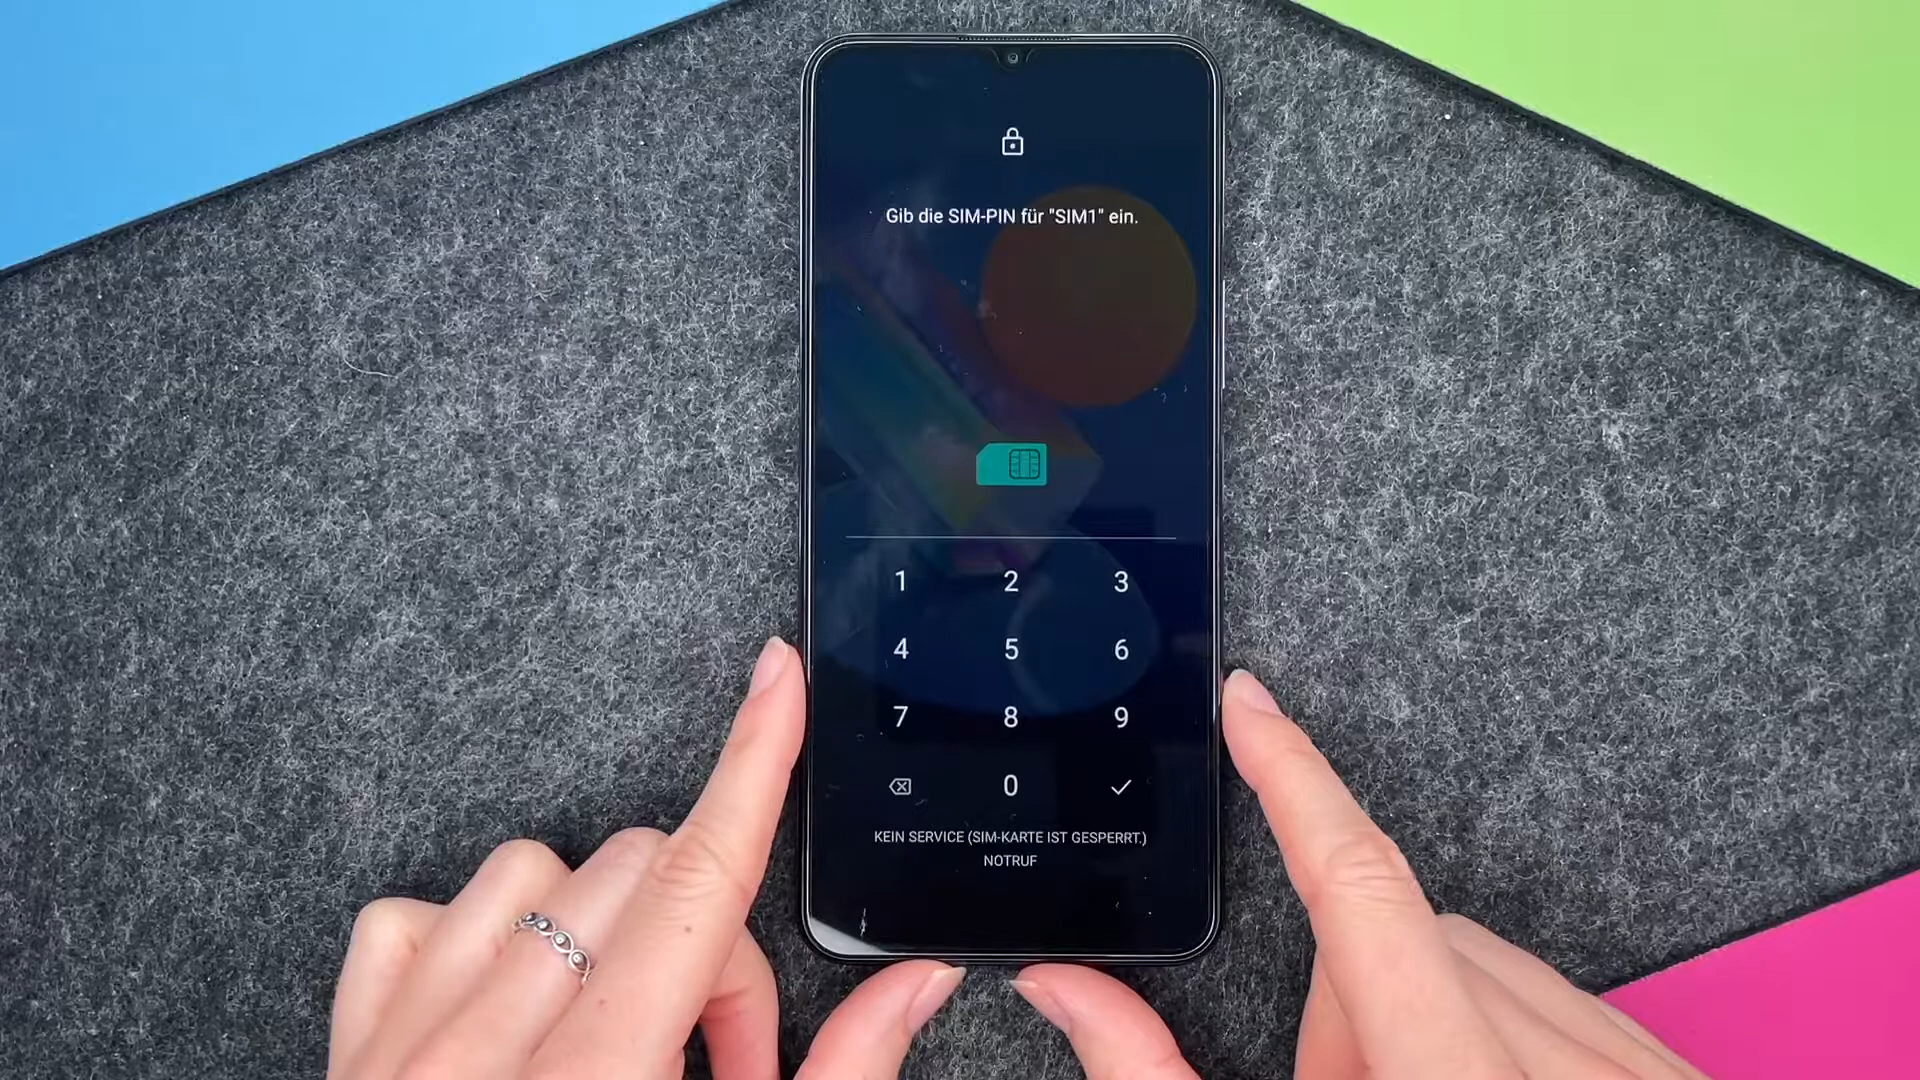 Gib die SIM-PIN für "SIM1" ein.
1 2 3
4 5 6
7 8 9
0
KEIN SERVICE (SIM-KARTE IST GESPERRT.)
NOTRUF